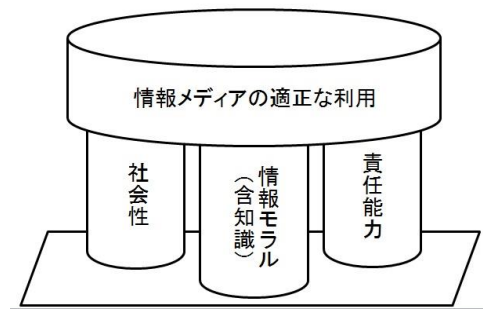 情報メディアの適正な利用
社会性
情報モラル
（含知識）
責任能力